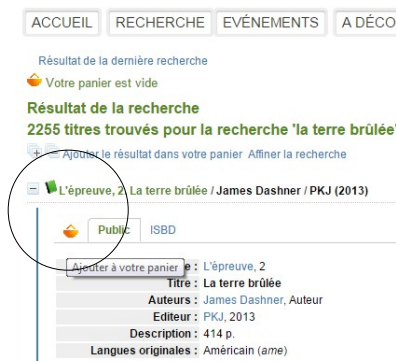 ACCUEIL RECHERCHE EVÉNEMENTS A DÉCO
Résultat de la dernière recherche
Votre panier est vide
Résultat de la recherche
2255 titres trouvés pour la recherche 'la terre brûlée'
Ajouter le résultat dans votre panier Affiner la recherche
L'épreuve, 2. La terre brûlée / James Dashner / PKJ (2013)
Public ISBD
Ajouter à votre panier e : L'épreuve, 2
Titre : La terre brûlée
Auteurs : James Dashner, Auteur
Editeur : PKJ, 2013
Description : 414 p.
Langues originales : Américain (ame)